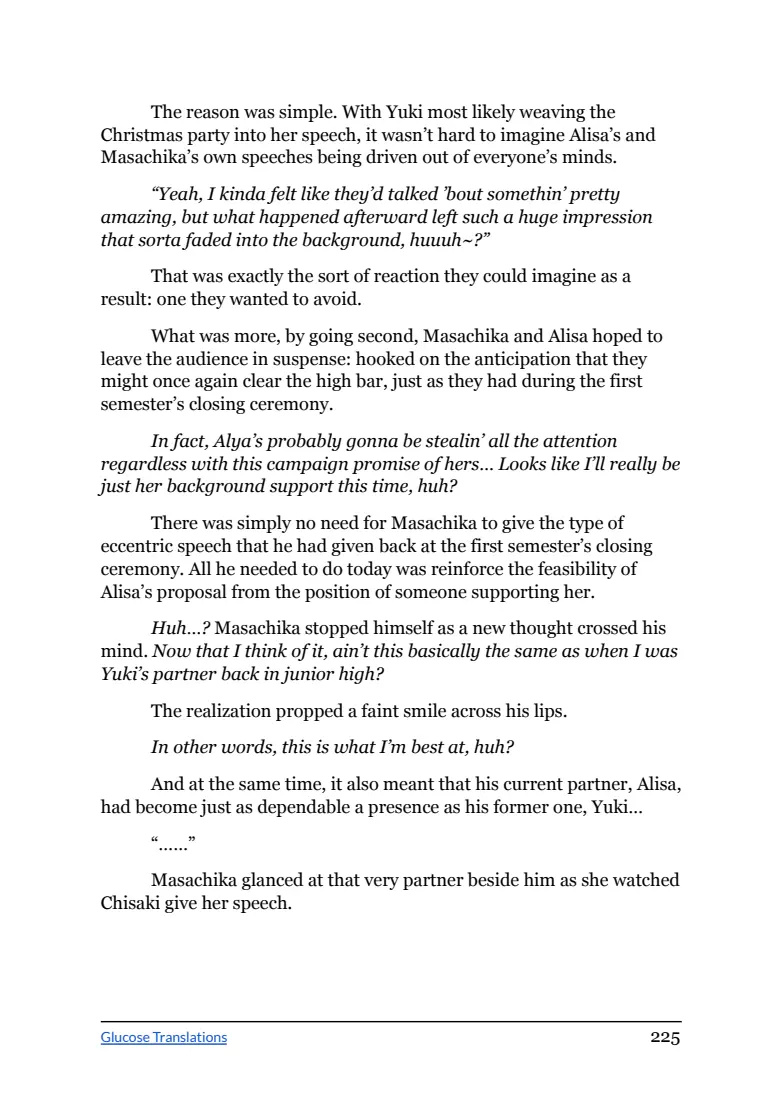 The reason was simple. With Yuki most likely weaving the
Christmas party into her speech, it wasn’t hard to imagine Alisa’s and
Masachika’s own speeches being driven out of everyone’s minds.
“Yeah, I kinda felt like they’d talked ’bout somethin’ pretty
amazing, but what happened afterward left such a huge impression
that sorta faded into the background, huuuh~?”
That was exactly the sort of reaction they could imagine as a
result: one they wanted to avoid.
What was more, by going second, Masachika and Alisa hoped to
leave the audience in suspense: hooked on the anticipation that they
might once again clear the high bar, just as they had during the first
semester’s closing ceremony.
In fact, Alya’s probably gonna be stealin’ all the attention
regardless with this campaign promise of hers... Looks like I’ll really be
just her background support this time, huh?
There was simply no need for Masachika to give the type of
eccentric speech that he had given back at the first semester’s closing
ceremony. All he needed to do today was reinforce the feasibility of
Alisa’s proposal from the position of someone supporting her.
Huh...? Masachika stopped himself as a new thought crossed his
mind. Now that I think of it, ain’t this basically the same as when I was
Yuki’s partner back in junior high?
The realization propped a faint smile across his lips.
In other words, this is what I’m best at, huh?
And at the same time, it also meant that his current partner, Alisa,
had become just as dependable a presence as his former one, Yuki...
“......”
Masachika glanced at that very partner beside him as she watched
Chisaki give her speech.
Glucose Translations
225